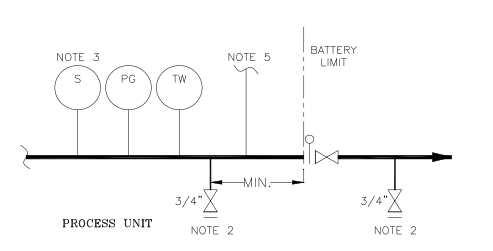 BATTERY
LIMIT
NOTE 3
NOTE 5
S
PG
TW
MIN.
3/4"
3/4"
PROCESS UNIT
NOTE 2
NOTE 2